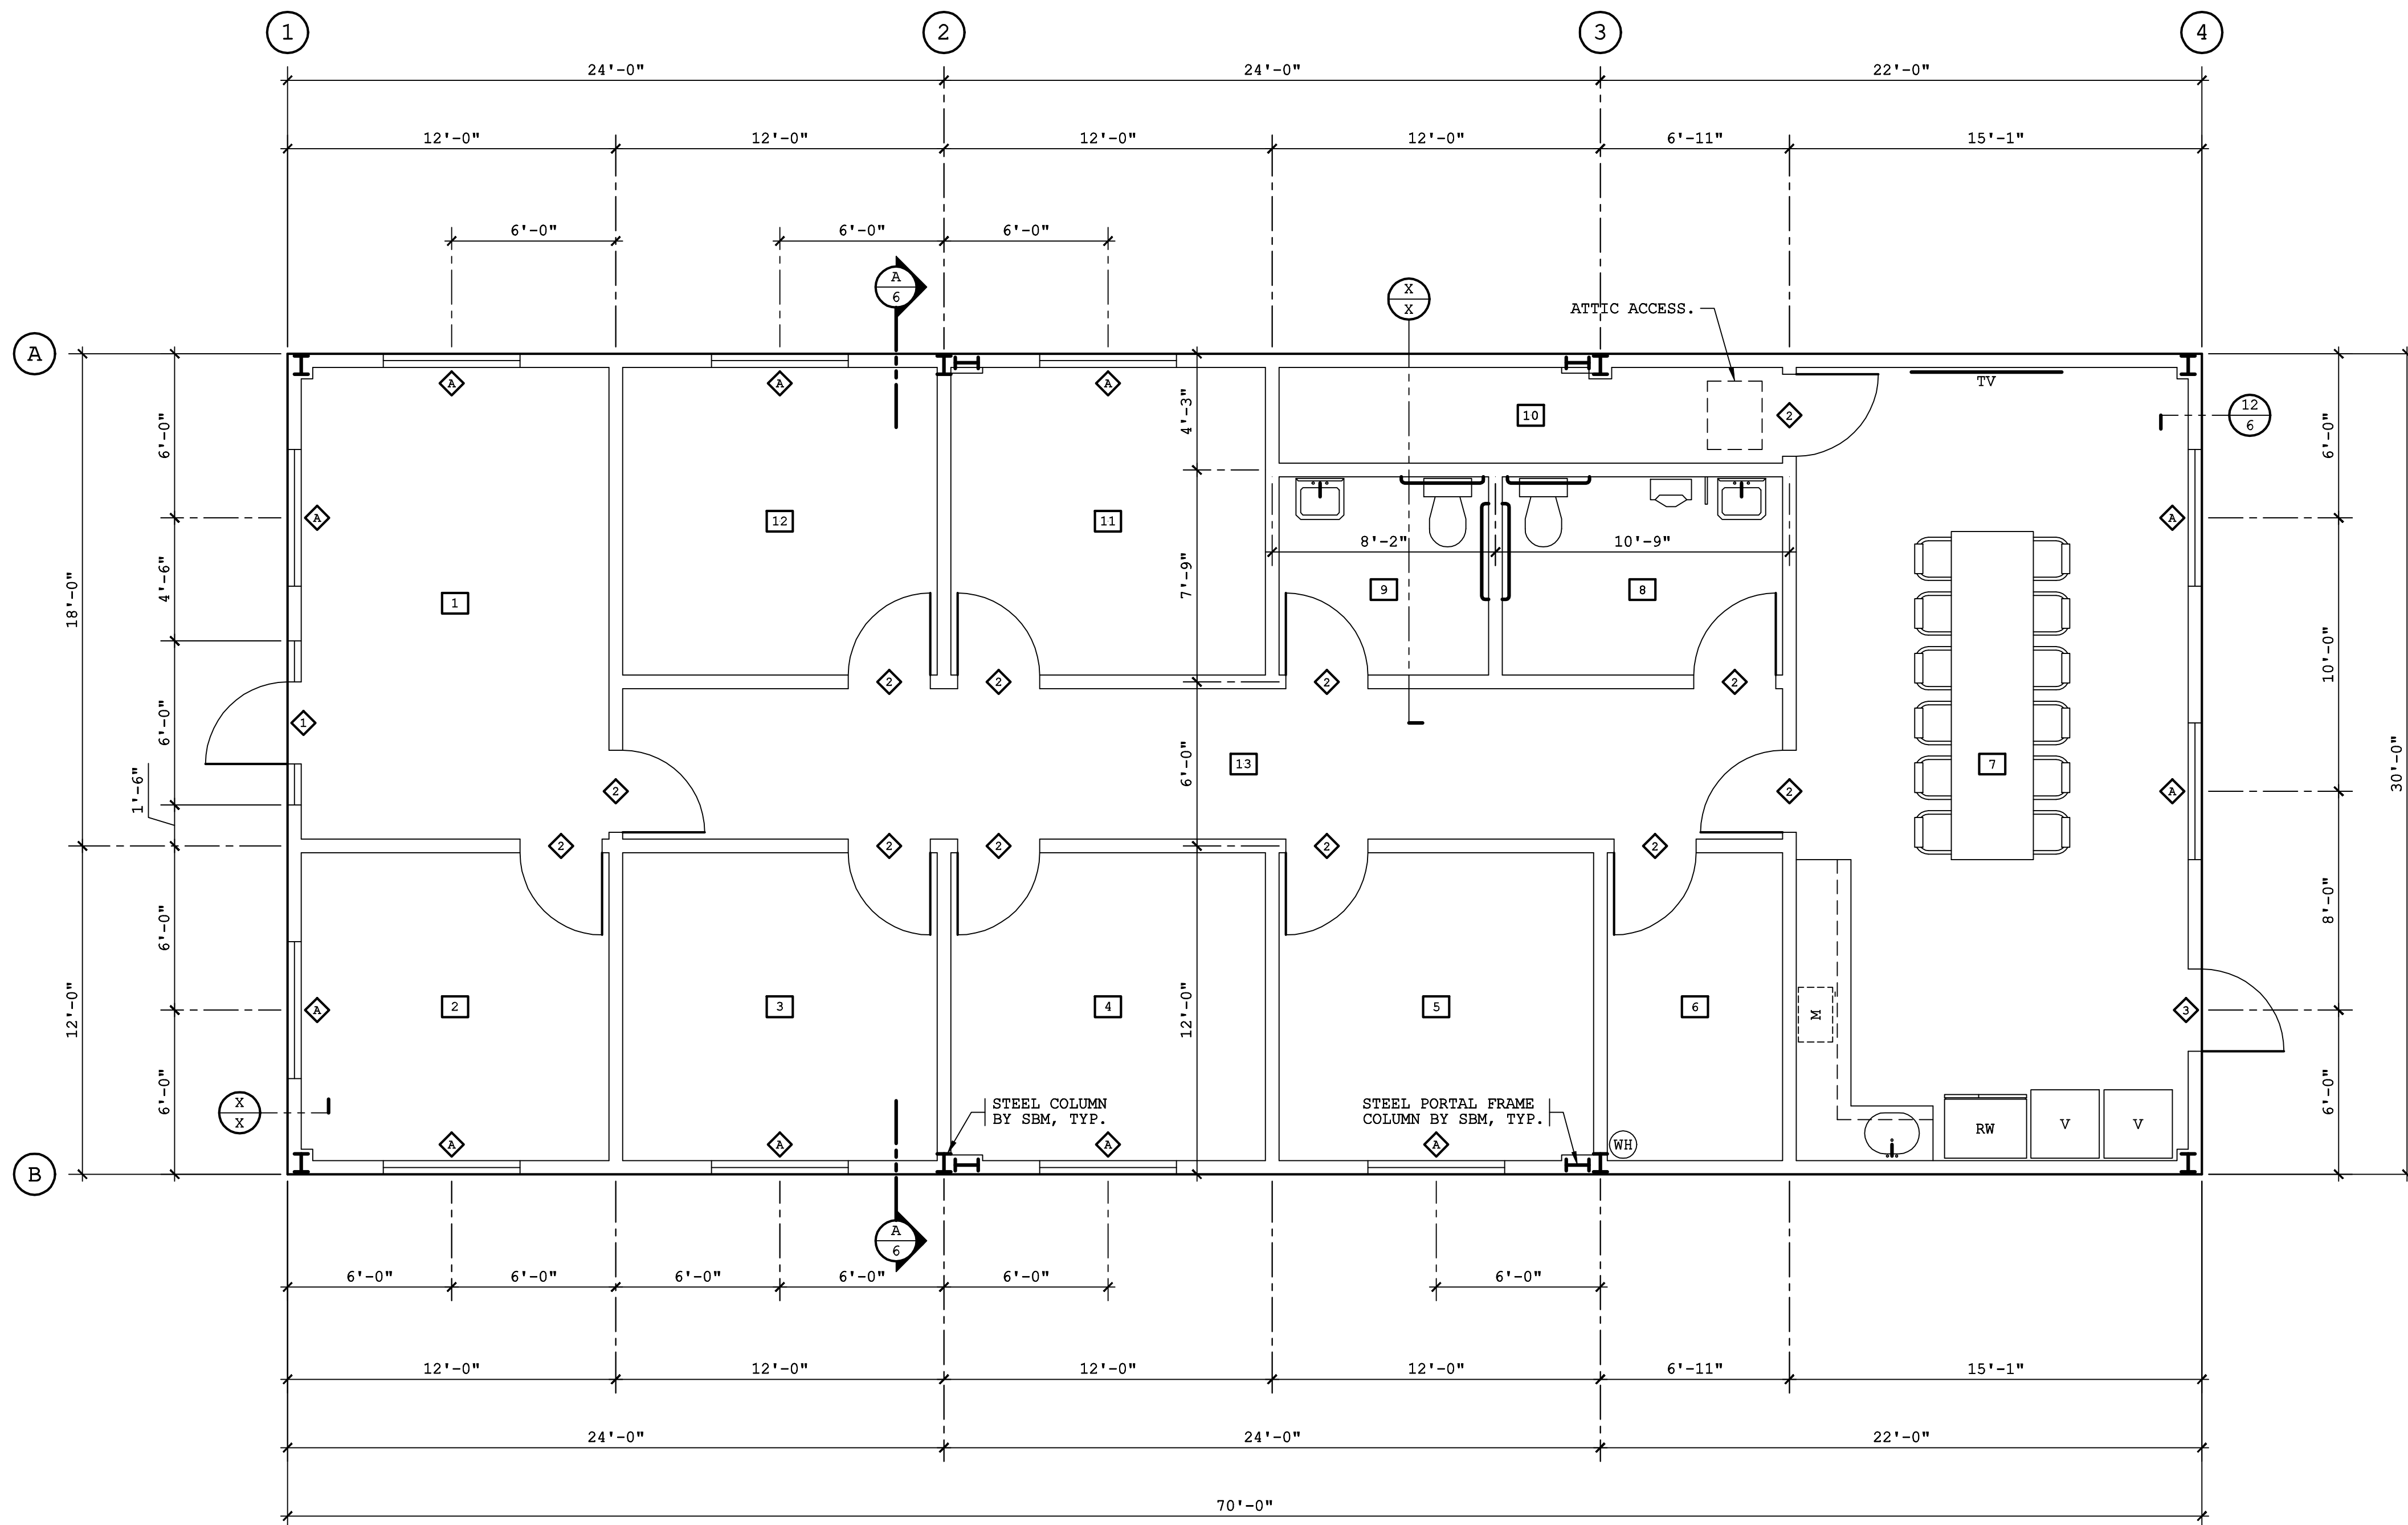 1 2 3 4
24'-0" 24'-0" 22'-0"
12'-0" 12'-0" 12'-0" 12'-0" 6'-11" 15'-1"
6'-0" 6'-0" 6'-0"
A
6
X
X
ATTIC ACCESS.
A
TV
A A A
10
2
12
6
6'-0"
4'-3"
6'-0"
A
12
11
A
8'-2" 10'-9"
4'-6"
18'-0"
7'-9"
1
9
8
10'-0"
2 2 2 2
1
6'-0"
6'-0"
13
7
30'-0"
1'-6"
2
2
A
2 2 2 2 2
6'-0"
8'-0"
12'-0"
12'-0"
A
2
3
4
5
6
M
3
6'-0"
6'-0"
X
X
STEEL COLUMN
BY SBM, TYP.
STEEL PORTAL FRAME
COLUMN BY SBM, TYP.
RW V V
A A A A
WH
B
A
6
6'-0" 6'-0" 6'-0" 6'-0" 6'-0" 6'-0"
12'-0" 12'-0" 12'-0" 12'-0" 6'-11" 15'-1"
24'-0" 24'-0" 22'-0"
70'-0"